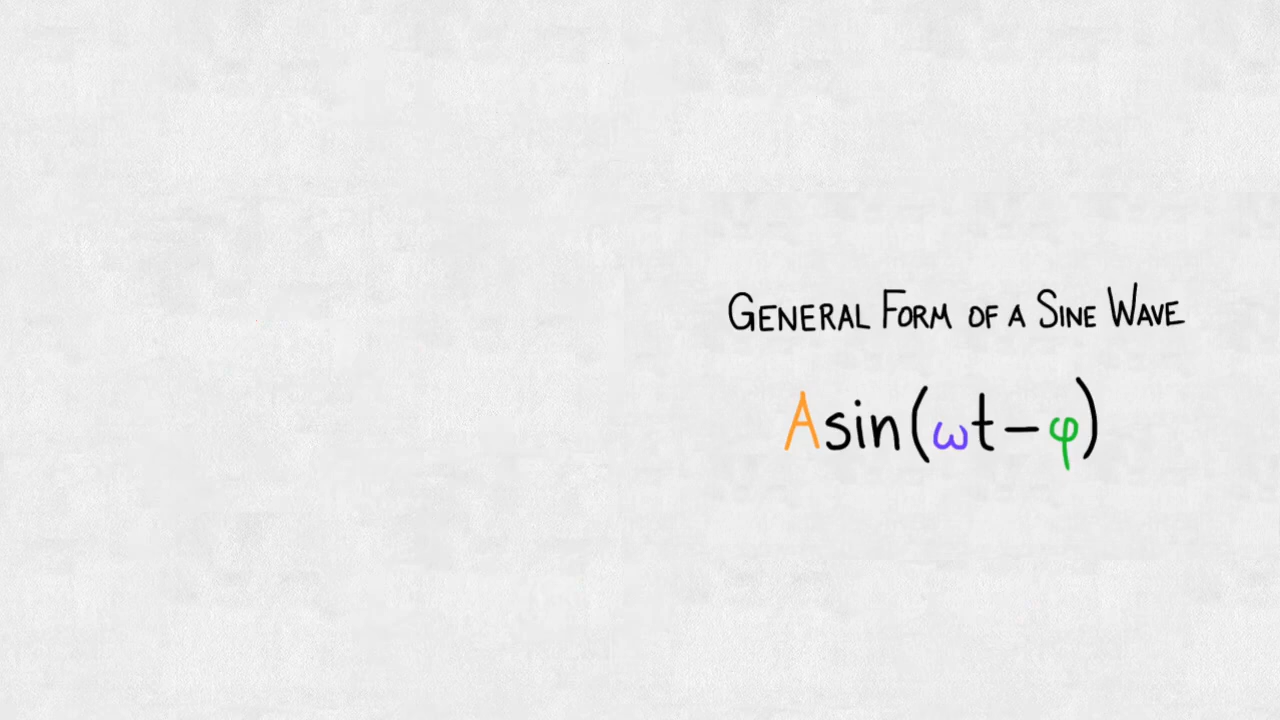 GENERAL FORM OF A SINE WAVE
Asin(ωt-φ)